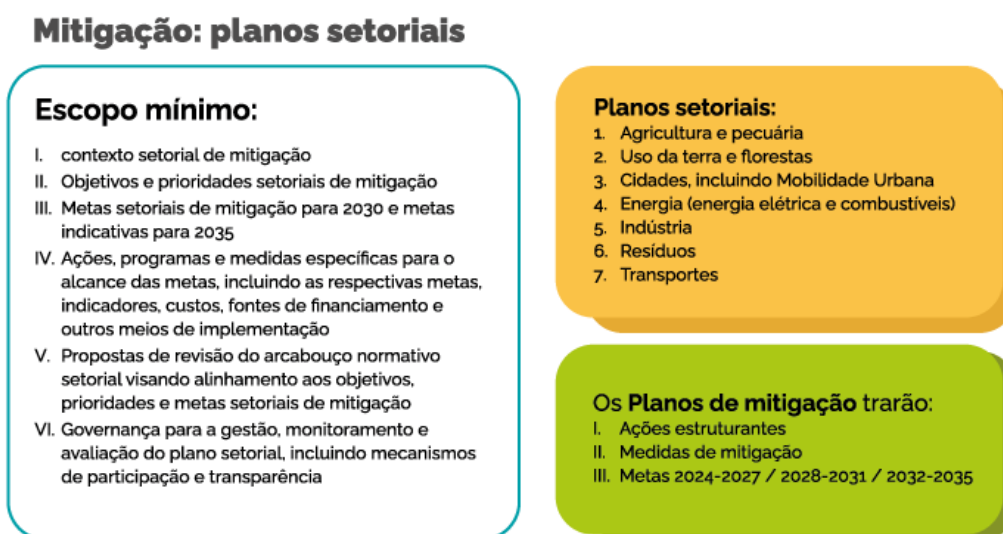 Mitigação: planos setoriais
Escopo mínimo:
I. contexto setorial de mitigação
II. Objetivos e prioridades setoriais de mitigação
III. Metas setoriais de mitigação para 2030 e metas
indicativas para 2035
IV. Ações, programas e medidas específicas para o
alcance das metas, incluindo as respectivas metas,
indicadores, custos, fontes de financiamento e
outros meios de implementação
V. Propostas de revisão do arcabouço normativo
setorial visando alinhamento aos objetivos,
prioridades e metas setoriais de mitigação
VI. Governança para a gestão, monitoramento e
avaliação do plano setorial, incluindo mecanismos
de participação e transparência
Planos setoriais:
1. Agricultura e pecuária
2. Uso da terra e florestas
3. Cidades, incluindo Mobilidade Urbana
4. Energia (energia elétrica e combustíveis)
5. Indústria
6. Resíduos
7. Transportes
Os Planos de mitigação trarão:
I. Ações estruturantes
II. Medidas de mitigação
III. Metas 2024-2027 / 2028-2031 / 2032-2035